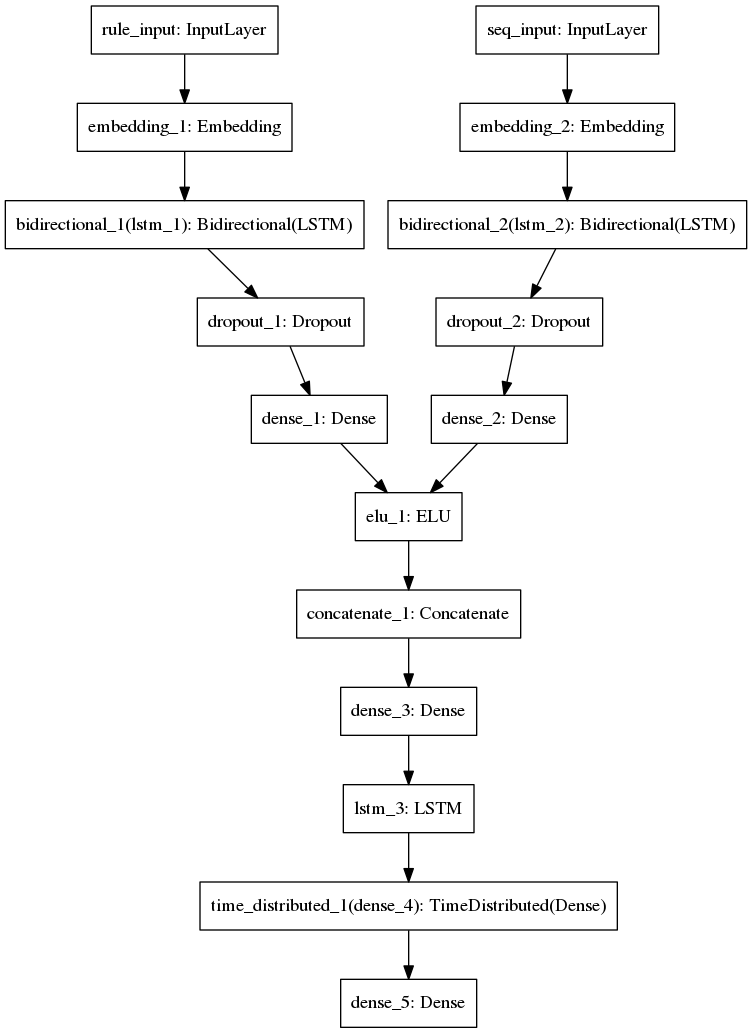 rule_input: InputLayer
seq_input: InputLayer
embedding_1: Embedding
embedding_2: Embedding
bidirectional_1(lstm_1): Bidirectional(LSTM)
bidirectional_2(lstm_2): Bidirectional(LSTM)
dropout_1: Dropout
dropout_2: Dropout
dense_1: Dense
dense_2: Dense
elu_1: ELU
concatenate_1: Concatenate
dense_3: Dense
lstm_3: LSTM
time_distributed_1(dense_4): TimeDistributed(Dense)
dense_5: Dense